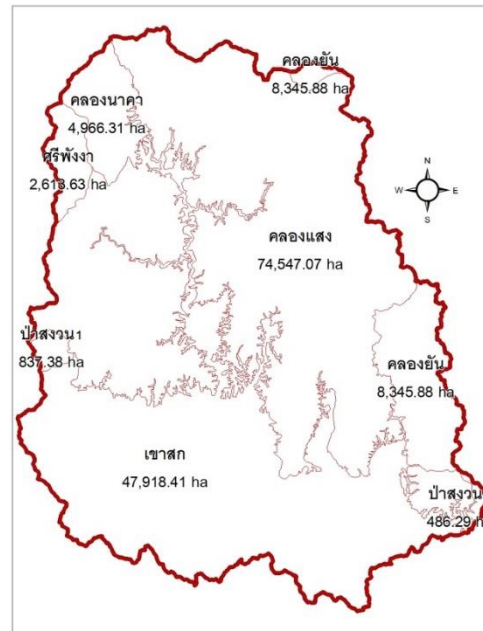 คลองยัน
8,345.88 ha
คลองนาคา
4,966.31 ha
ศรีพังงา
2,613.63 ha
N
W E
S
คลองแสง
74,547.07 ha
ป่าสงวน1
837.38 ha
คลองยัน
8,345.88 ha
เขาสก
47,918.41 ha
ป่าสงวน
486.29 h